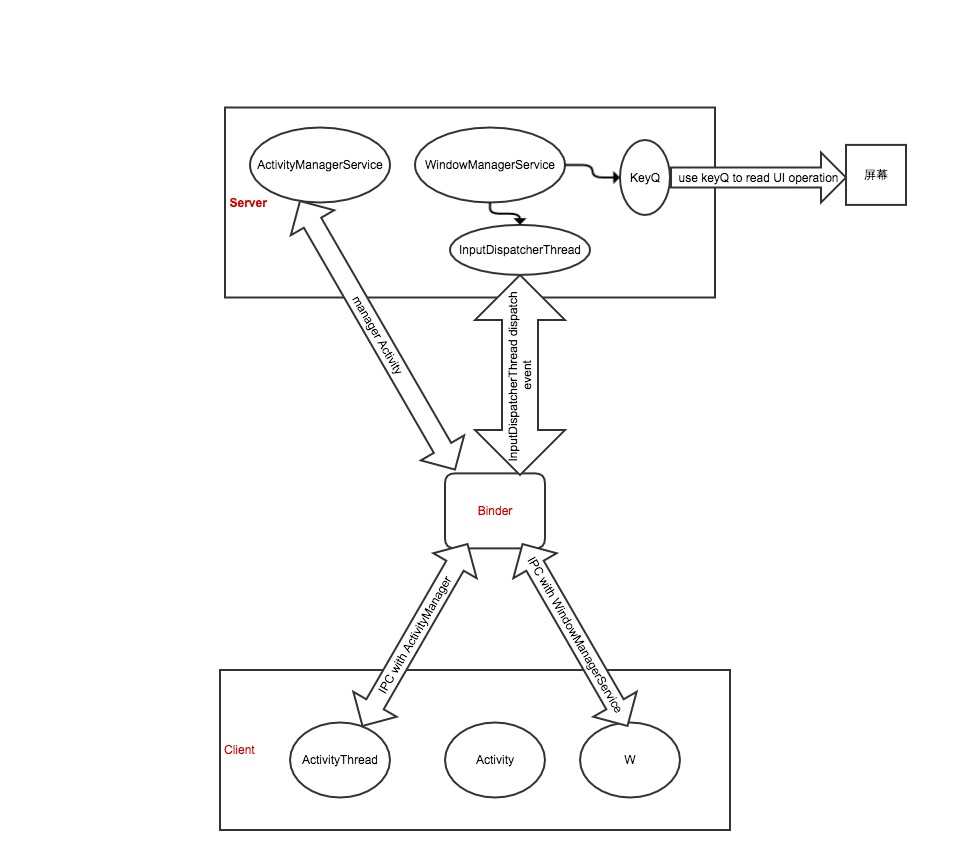 ActivityManagerService
WindowManagerService
KeyQ
use keyQ to read UI operation
屏幕
Server
InputDispatcherThread
manager Activity
InputDispatcherThread dispatch
event
Binder
IPC with ActivityManager
IPC with WindowManagerService
Client
ActivityThread
Activity
W